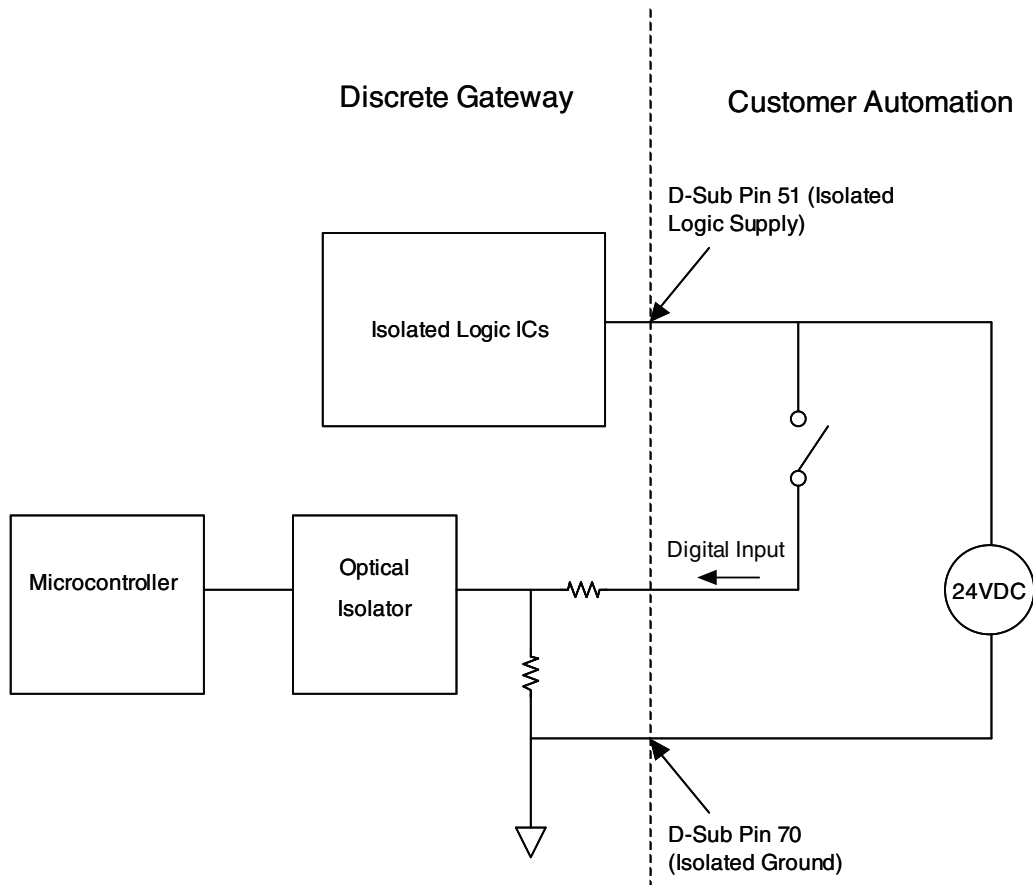 Discrete Gateway
Customer Automation
D-Sub Pin 51 (Isolated
Logic Supply)
Isolated Logic ICs
Digital Input
Microcontroller
Optical
Isolator
24VDC
D-Sub Pin 70
(Isolated Ground)